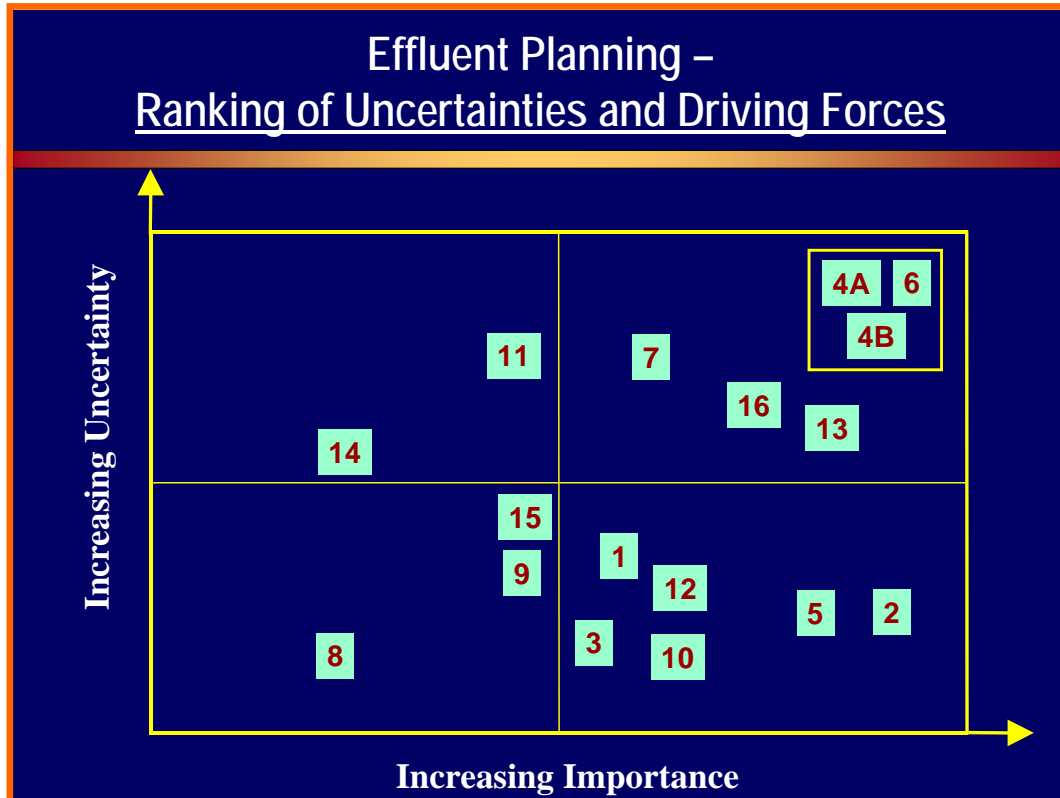 Effluent Planning –
Ranking of Uncertainties and Driving Forces
Increasing Uncertainty
4A 6
4B
11 7
16
13
14
15
1
9
12
5 2
3
10
8
Increasing Importance